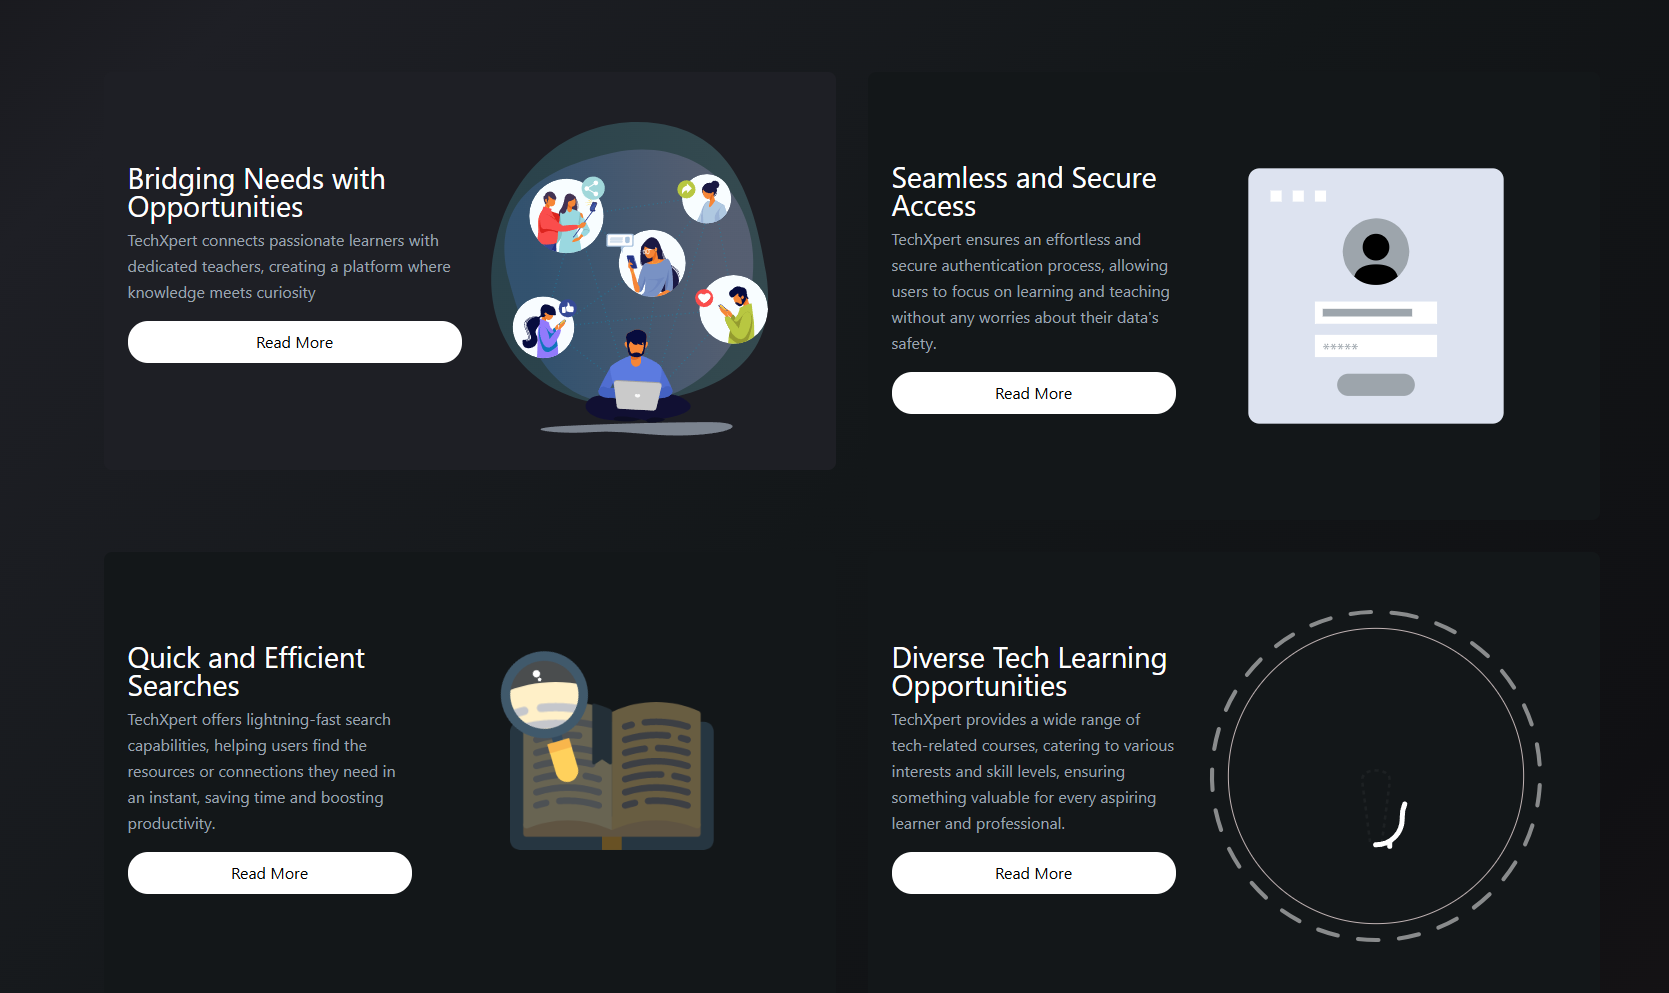 Bridging Needs with
Opportunities
TechXpert connects passionate learners with
dedicated teachers, creating a platform where
knowledge meets curiosity
Read More
Seamless and Secure
Access
TechXpert ensures an effortless and
secure authentication process, allowing
users to focus on learning and teaching
without any worries about their data's
safety.
Read More
*****
Quick and Efficient
Searches
TechXpert offers lightning-fast search
capabilities, helping users find the
resources or connections they need in
an instant, saving time and boosting
productivity.
Read More
Diverse Tech Learning
Opportunities
TechXpert provides a wide range of
tech-related courses, catering to various
interests and skill levels, ensuring
something valuable for every aspiring
learner and professional.
Read More